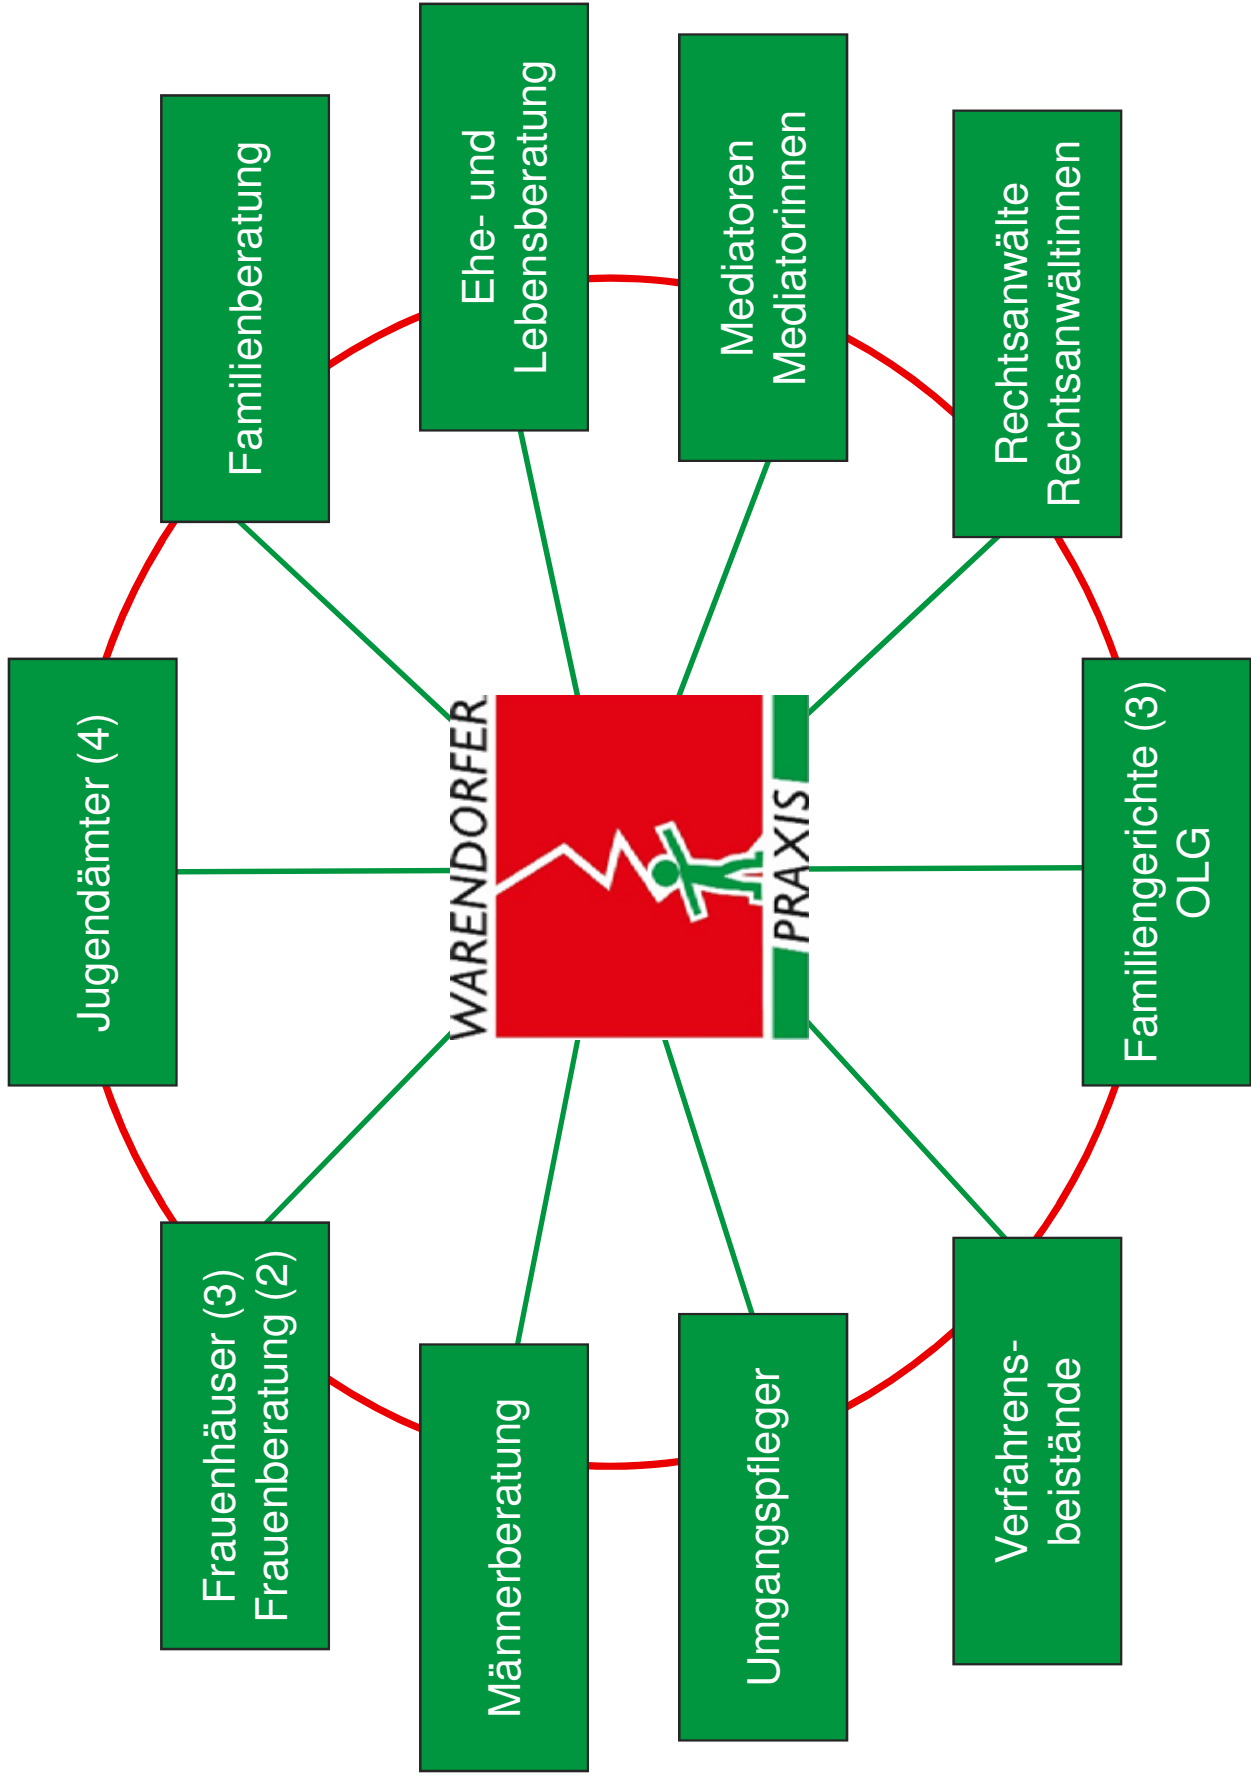 Jugendämter (4)
Familienberatung
Ehe- und
Lebensberatung
Mediatoren
Mediatorinnen
Rechtsanwälte
Rechtsanwältinnen
Familiengerichte (3)
OLG
Verfahrens-
beistände
Umgangspfleger
Männerberatung
Frauenhäuser (3)
Frauenberatung (2)
WARENDORFER
PRAXIS